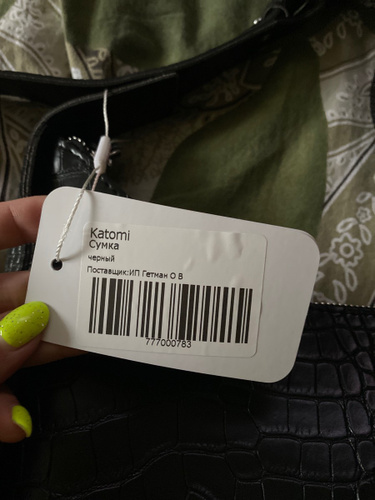 Katomi
Сумка
черный
Поставщик:ИП Гетман О В
777000783